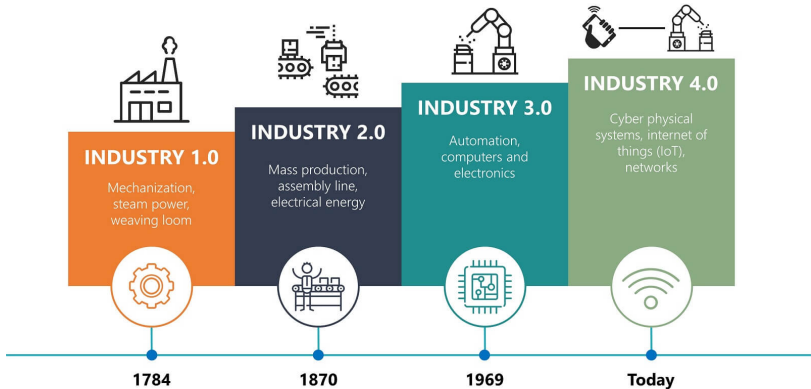 INDUSTRY 1.0
Mechanization,
steam power,
weaving loom
INDUSTRY 2.0
Mass production,
assembly line,
electrical energy
INDUSTRY 3.0
Automation,
computers and
electronics
INDUSTRY 4.0
Cyber physical
systems, internet of
things (IoT),
networks
1784
1870
1969
Today